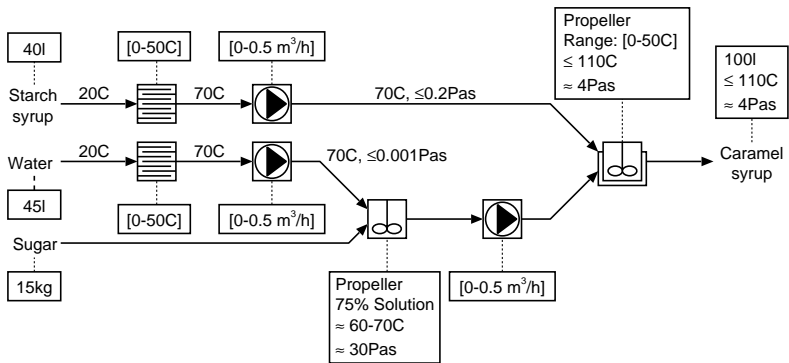 40l
[0-50C]
[0-0.5 m³/h]
Propeller
Range: [0-50C]
≤ 110C
≈ 4Pas
100l
≤ 110C
≈ 4Pas
Starch
syrup
20C
70C
70C, ≤0.2Pas
Water
20C
70C
70C, ≤0.001Pas
Caramel
syrup
45l
[0-50C]
[0-0.5 m³/h]
Sugar
15kg
Propeller
75% Solution
≈ 60-70C
≈ 30Pas
[0-0.5 m³/h]